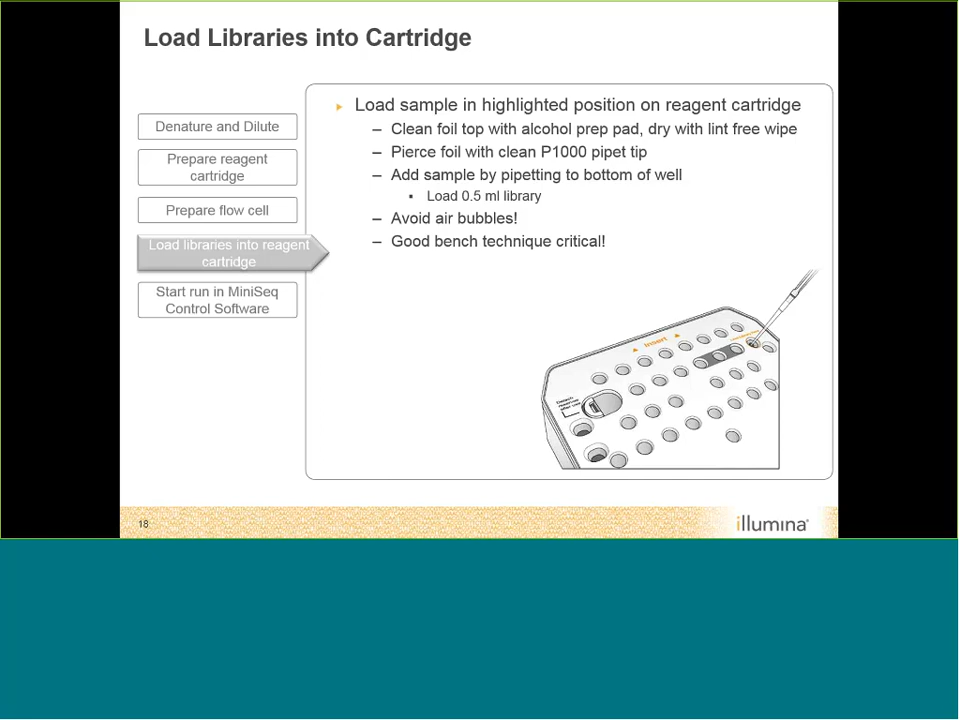 Load Libraries into Cartridge
Denature and Dilute
Prepare reagent
cartridge
Prepare flow cell
Load libraries into reagent
cartridge
Start run in MiniSeq
Control Software
Load sample in highlighted position on reagent cartridge
– Clean foil top with alcohol prep pad, dry with lint free wipe
– Pierce foil with clean P1000 pipet tip
– Add sample by pipetting to bottom of well
▪ Load 0.5 ml library
– Avoid air bubbles!
– Good bench technique critical!
Insert
18
illumina®